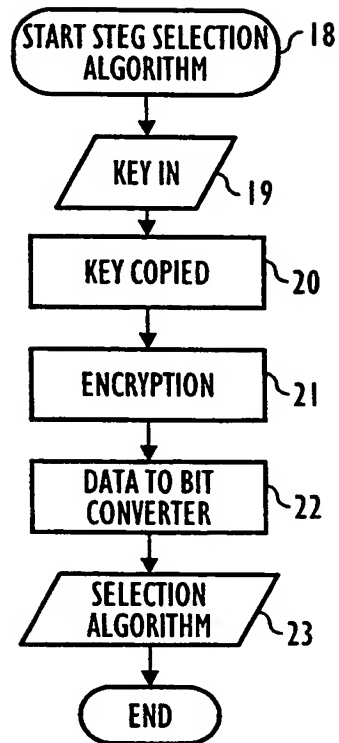 START STEG SELECTION
ALGORITHM
18
KEY IN
19
KEY COPIED
20
ENCRYPTION
21
DATA TO BIT
CONVERTER
22
SELECTION
ALGORITHM
23
END